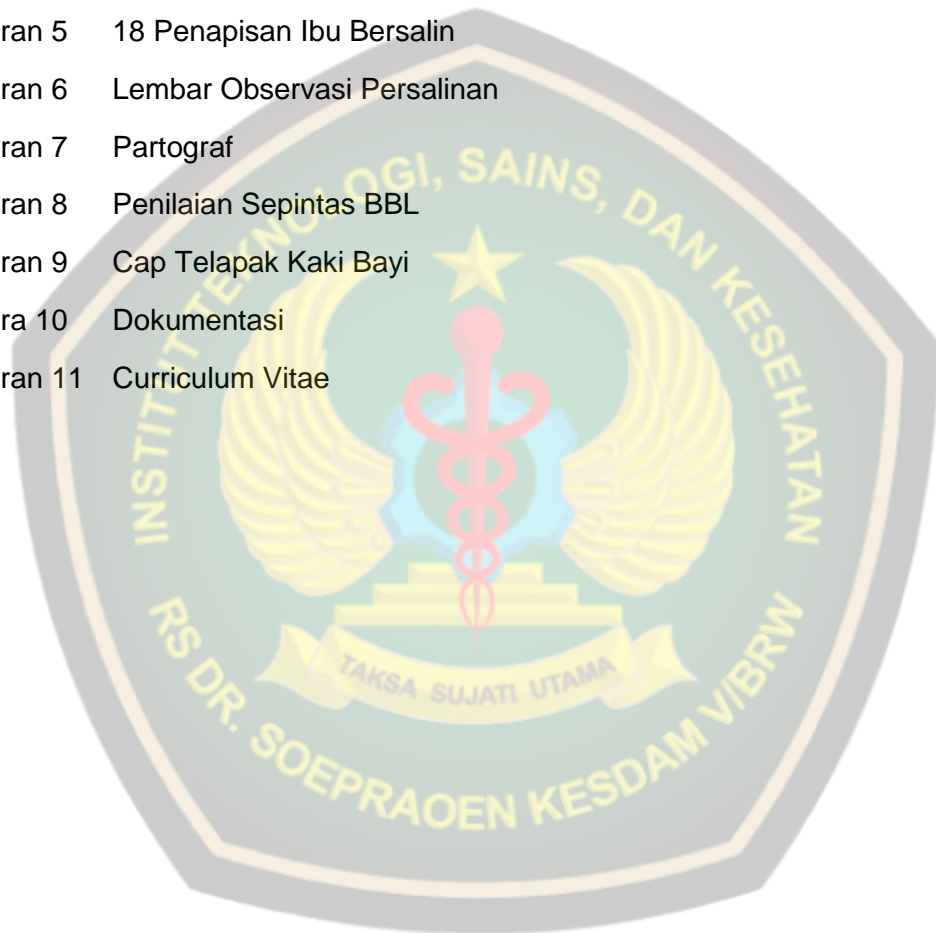 ran 5 18 Penapisan Ibu Bersalin
ran 6 Lembar Observasi Persalinan
ran 7 Partograf
ran 8 Penilaian Sepintas BBL
ran 9 Cap Telapak Kaki Bayi
ra 10 Dokumentasi
ran 11 Curriculum Vitae
INSTITUT TEKNOLOGI, SAINS, DAN KESEHATAN
TAKSA SUJATI UTAMA
RS DR. SOEPRAOEN KESDAM V/BRW